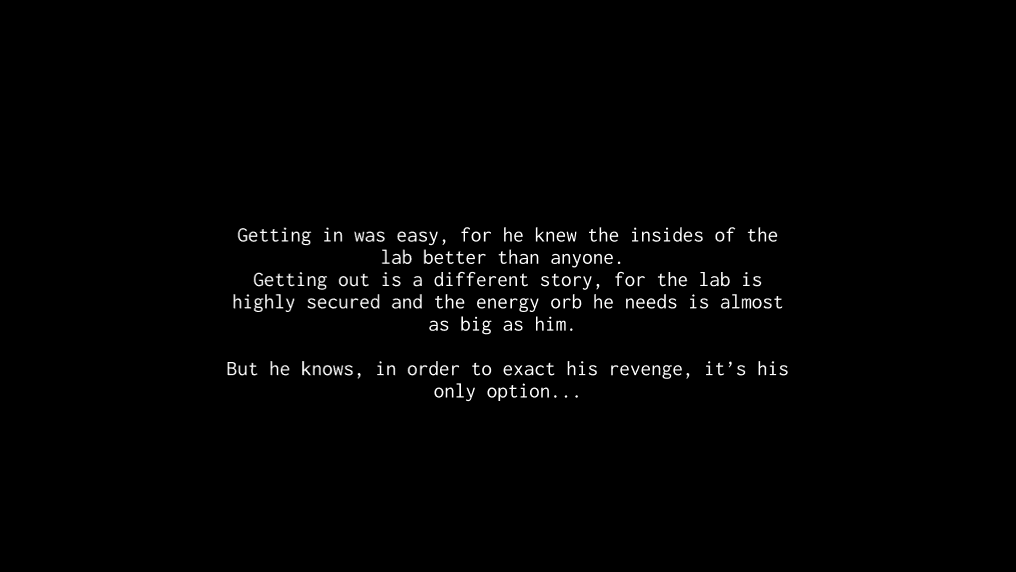 Getting in was easy, for he knew the insides of the
lab better than anyone.
Getting out is a different story, for the lab is
highly secured and the energy orb he needs is almost
as big as him.
But he knows, in order to exact his revenge, it’s his
only option...